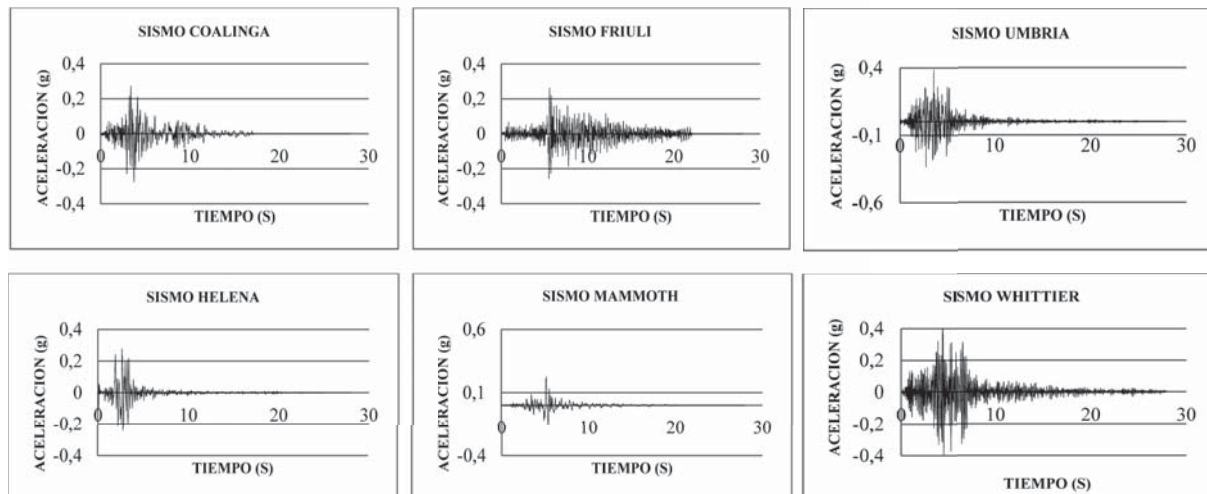 SISMO COALINGA
ACELERACION (g)
0,4
0,2
0
-0,2
-0,4
0
10
20
30
TIEMPO (S)
SISMO FRIULI
ACELERACION (g)
0,4
0,2
0
-0,2
-0,4
0
10
20
30
TIEMPO (S)
SISMO UMBRIA
ACELERACION (g)
0,4
-0,1
-0,6
0
10
20
30
TIEMPO (S)
SISMO HELENA
ACELERACION (g)
0,4
0,2
0
-0,2
-0,4
0
10
20
30
TIEMPO (S)
SISMO MAMMOTH
ACELERACION (g)
0,6
0,1
-0,4
0
10
20
30
TIEMPO (S)
SISMO WHITTIER
ACELERACION (g)
0,4
0,2
0
-0,2
-0,4
0
10
20
30
TIEMPO (S)